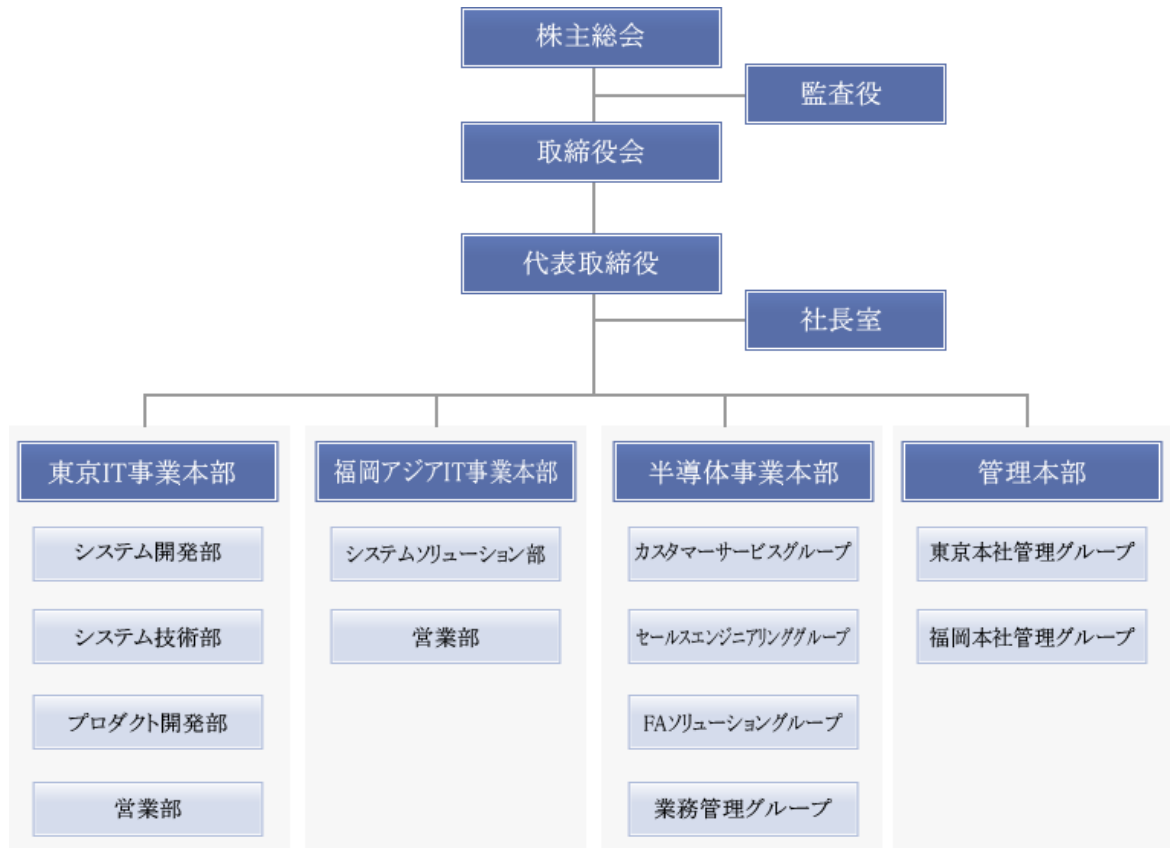 株主総会
監査役
取締役会
代表取締役
社長室
東京IT事業本部
システム開発部
システム技術部
プロダクト開発部
営業部
福岡アジアIT事業本部
システムソリューション部
営業部
半導体事業本部
カスタマーサービスグループ
セールスエンジニアリンググループ
FAソリューショングループ
業務管理グループ
管理本部
東京本社管理グループ
福岡本社管理グループ